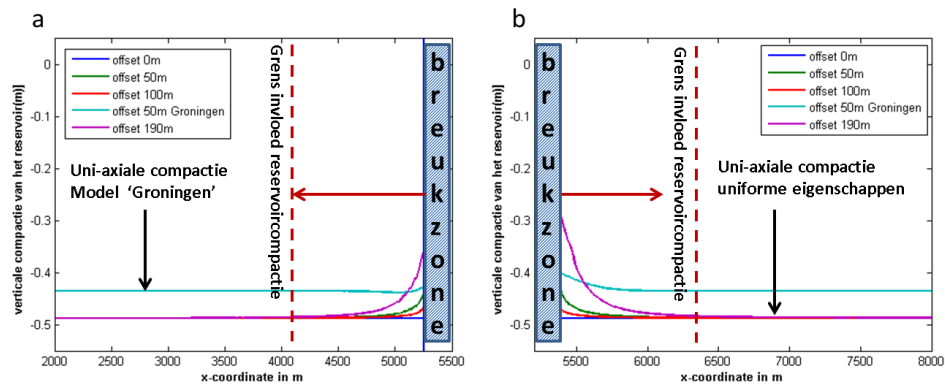 a
b
offset 0m
offset 50m
offset 100m
offset 50m Groningen
offset 190m
Uni-axiale compactie
Model ‘Groningen’
Grens invloed reservoircompactie
breukzone
verticale compactie van het reservoir(m)]
0
-0.1
-0.2
-0.3
-0.4
-0.5
2000
2500
3000
3500
4000
4500
5000
5500
x-coordinate in m
breukzone
Grens invloed reservoircompactie
offset 0m
offset 50m
offset 100m
offset 50m Groningen
offset 190m
Uni-axiale compactie
uniforme eigenschappen
verticale compactie van het reservoir(m)]
0
-0.1
-0.2
-0.3
-0.4
-0.5
5500
6000
6500
7000
7500
8000
x-coordinate in m